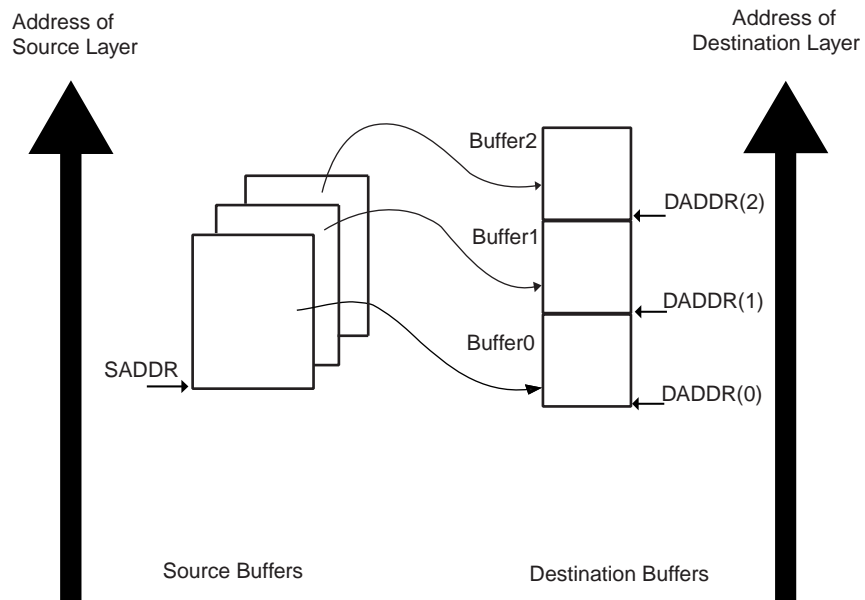 Address of
Source Layer
Address of
Destination Layer
Buffer2
DADDR(2)
Buffer1
DADDR(1)
Buffer0
SADDR
DADDR(0)
Source Buffers
Destination Buffers